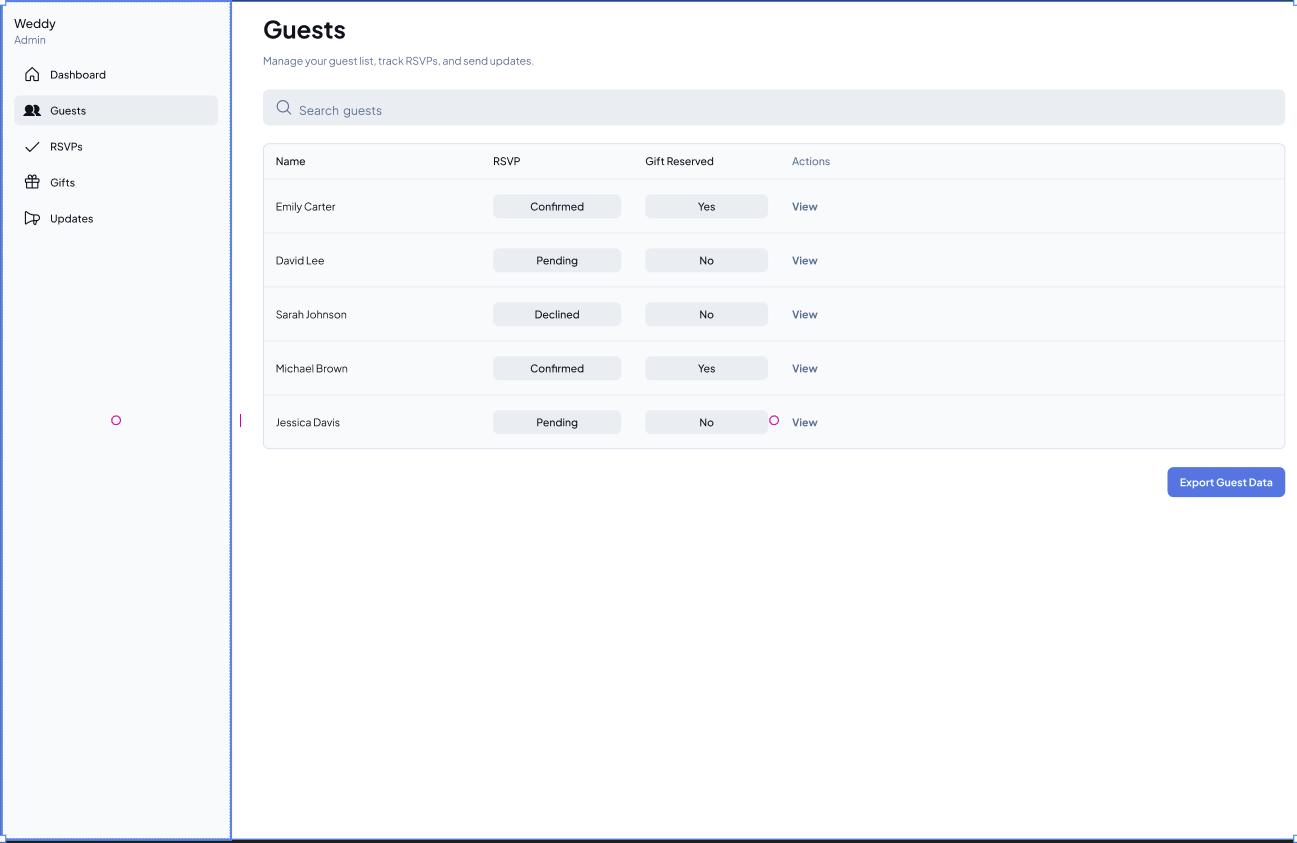 Weddy
Admin
Dashboard
Guests
RSVPs
Gifts
Updates
Guests
Manage your guest list, track RSVPs, and send updates.
Search guests
Name RSVP Gift Reserved Actions
Emily Carter Confirmed Yes View
David Lee Pending No View
Sarah Johnson Declined No View
Michael Brown Confirmed Yes View
Jessica Davis Pending No View
Export Guest Data